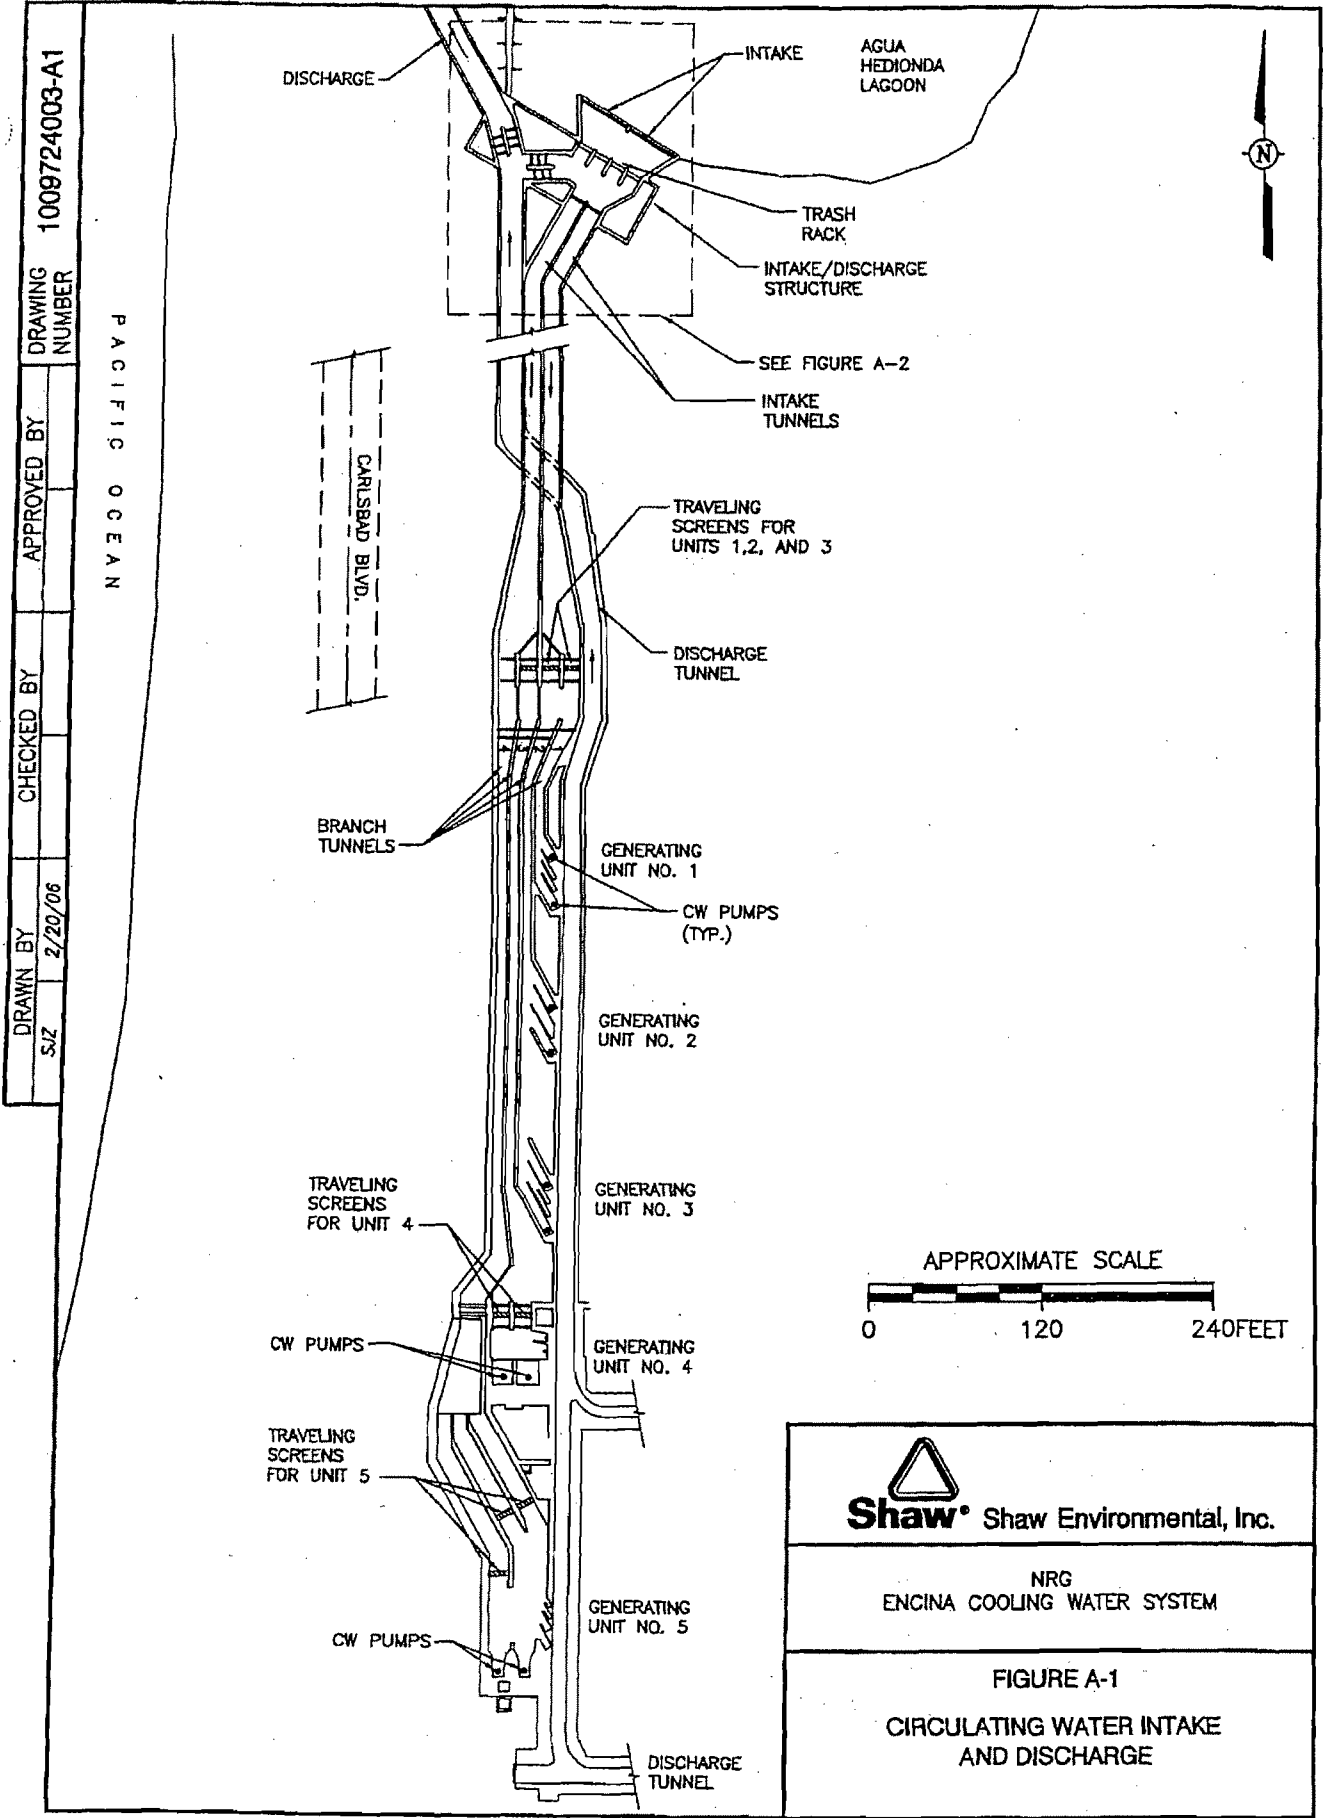 DRAWING NUMBER
1009724003-A1
APPROVED BY
CHECKED BY
DRAWN BY
SJZ
2/20/06
PACIFIC OCEAN
CARLSBAD BLVD.
DISCHARGE
INTAKE
AGUA
HEDIONDA
LAGOON
N
TRASH
RACK
INTAKE/DISCHARGE
STRUCTURE
SEE FIGURE A-2
INTAKE
TUNNELS
TRAVELING
SCREENS FOR
UNITS 1,2, AND 3
DISCHARGE
TUNNEL
BRANCH
TUNNELS
GENERATING
UNIT NO. 1
CW PUMPS
(TYP.)
GENERATING
UNIT NO. 2
TRAVELING
SCREENS
FOR UNIT 4
GENERATING
UNIT NO. 3
APPROXIMATE SCALE
0 120 240FEET
CW PUMPS
GENERATING
UNIT NO. 4
TRAVELING
SCREENS
FOR UNIT 5
GENERATING
UNIT NO. 5
CW PUMPS
DISCHARGE
TUNNEL
Shaw® Shaw Environmental, Inc.
NRG
ENCINA COOLING WATER SYSTEM
FIGURE A-1
CIRCULATING WATER INTAKE
AND DISCHARGE